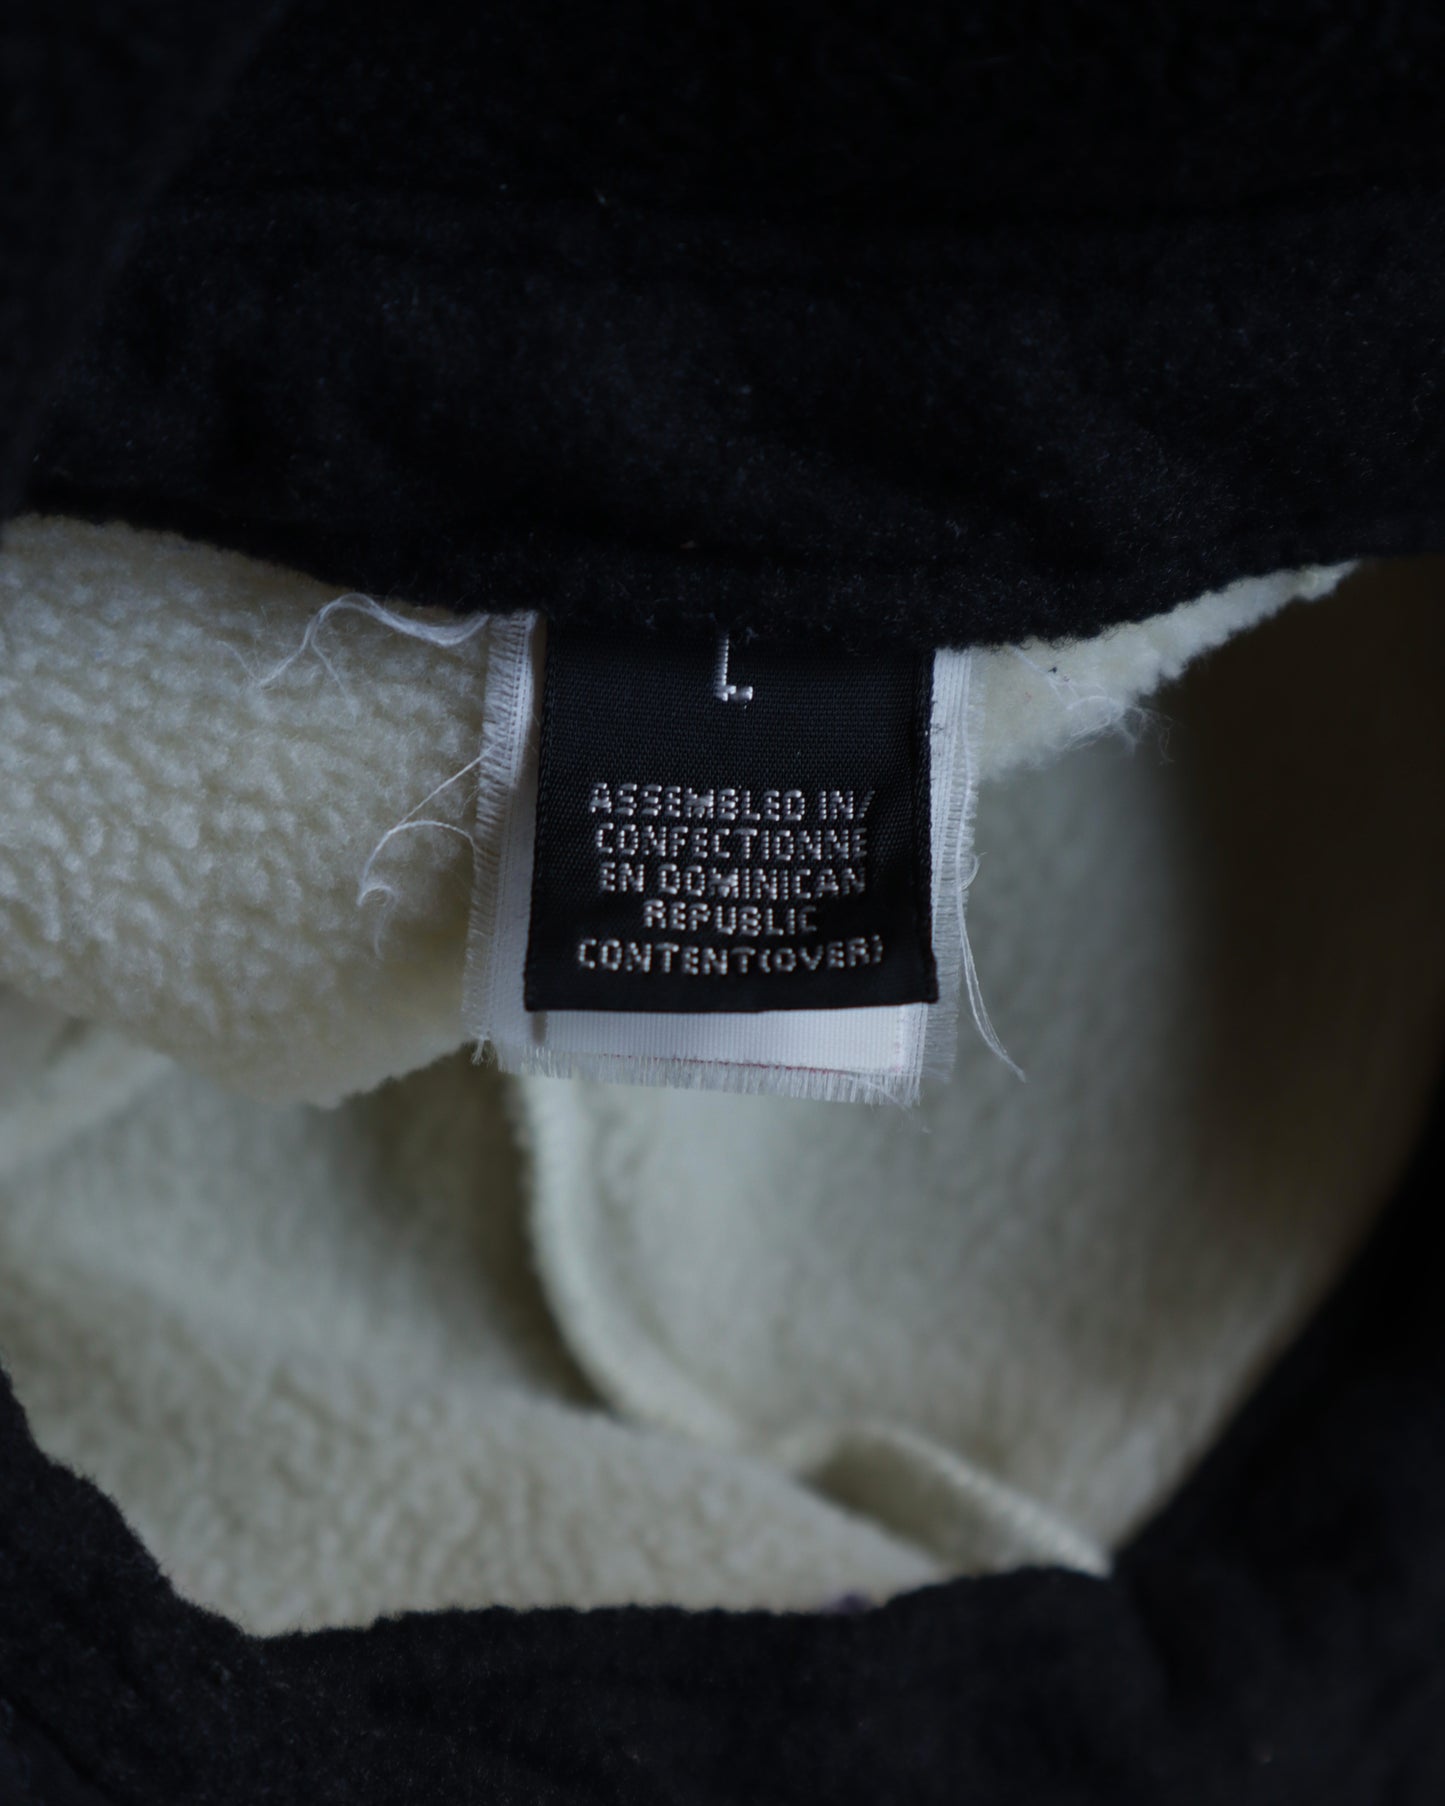 L
ASSEMBLED IN/
CONFECTIONNE
EN DOMINICAN
REPUBLIC
CONTENT(OVER)